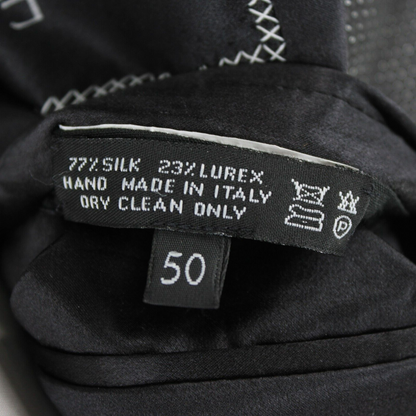 77% SILK 23% LUREX
HAND MADE IN ITALY
DRY CLEAN ONLY
P
50